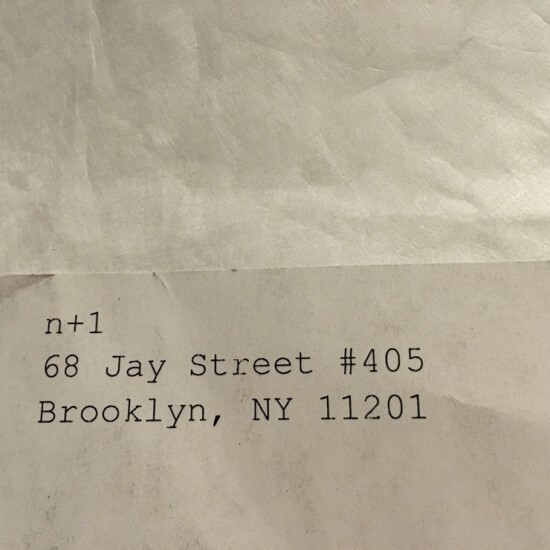 n+1
68 Jay Street #405
Brooklyn, NY 11201